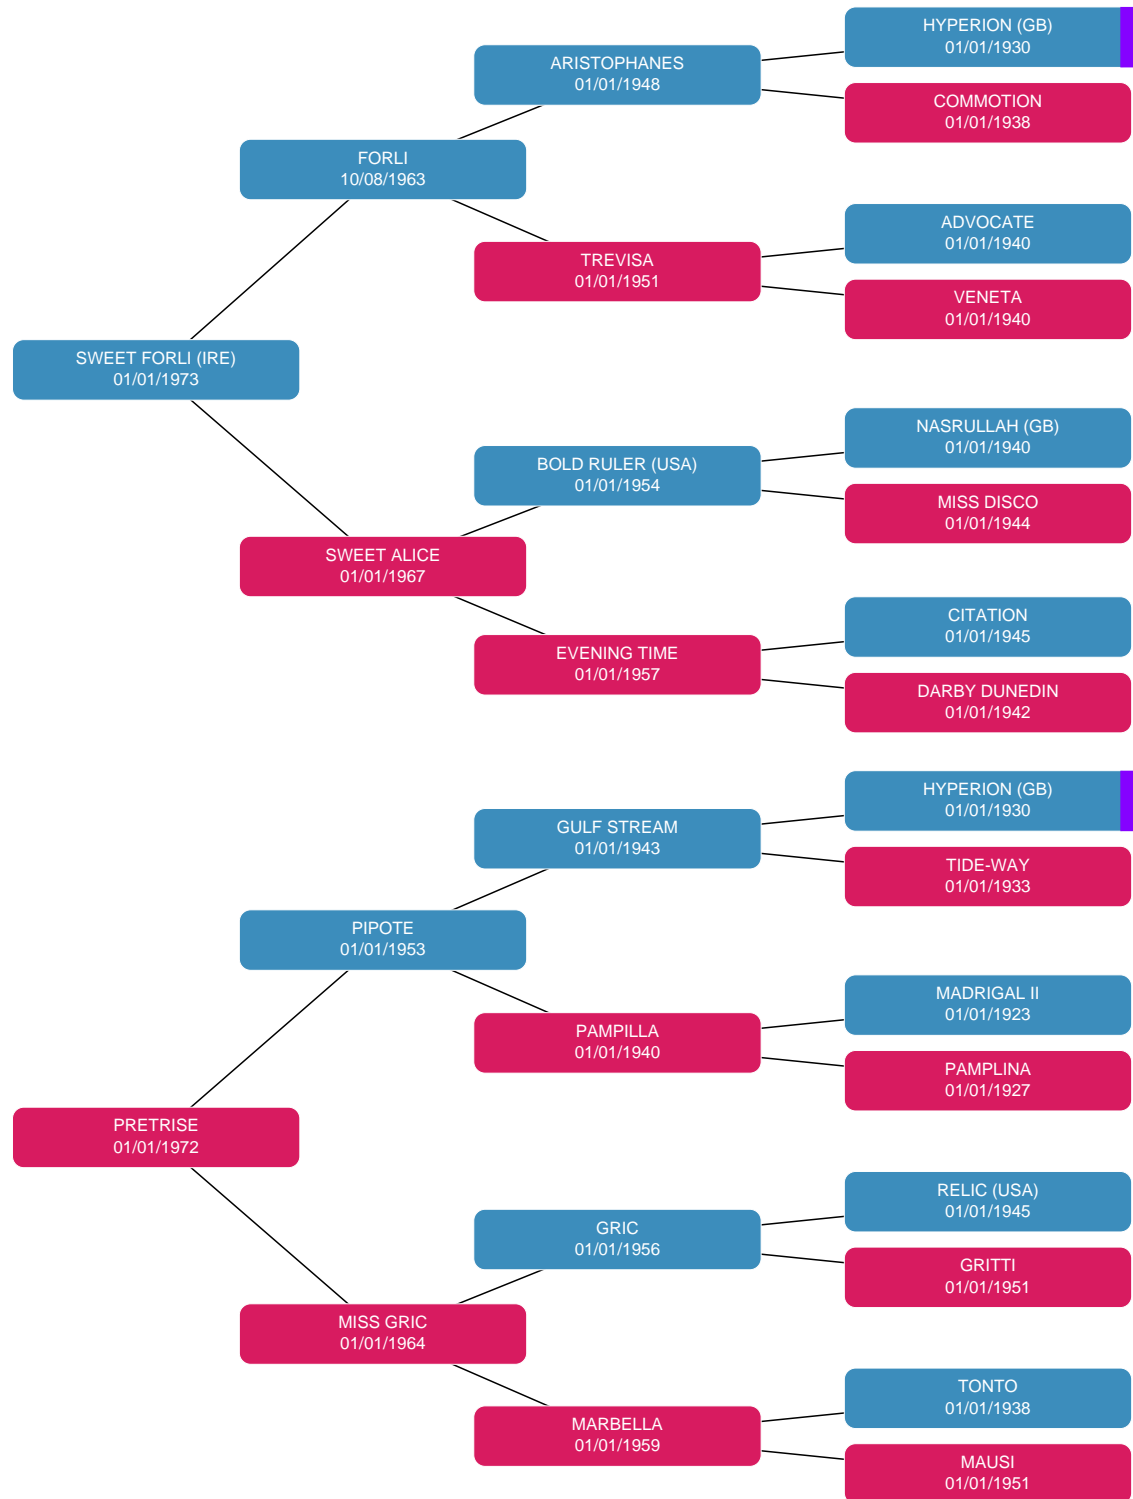 HYPERION (GB)
01/01/1930
ARISTOPHANES
01/01/1948
COMMOTION
01/01/1938
FORLI
10/08/1963
ADVOCATE
01/01/1940
TREVISA
01/01/1951
VENETA
01/01/1940
SWEET FORLI (IRE)
01/01/1973
NASRULLAH (GB)
01/01/1940
BOLD RULER (USA)
01/01/1954
MISS DISCO
01/01/1944
SWEET ALICE
01/01/1967
CITATION
01/01/1945
EVENING TIME
01/01/1957
DARBY DUNEDIN
01/01/1942
HYPERION (GB)
01/01/1930
GULF STREAM
01/01/1943
TIDE-WAY
01/01/1933
PIPOTE
01/01/1953
MADRIGAL II
01/01/1923
PAMPILLA
01/01/1940
PAMPLINA
01/01/1927
PRETRISE
01/01/1972
RELIC (USA)
01/01/1945
GRIC
01/01/1956
GRITTI
01/01/1951
MISS GRIC
01/01/1964
TONTO
01/01/1938
MARBELLA
01/01/1959
MAUSI
01/01/1951